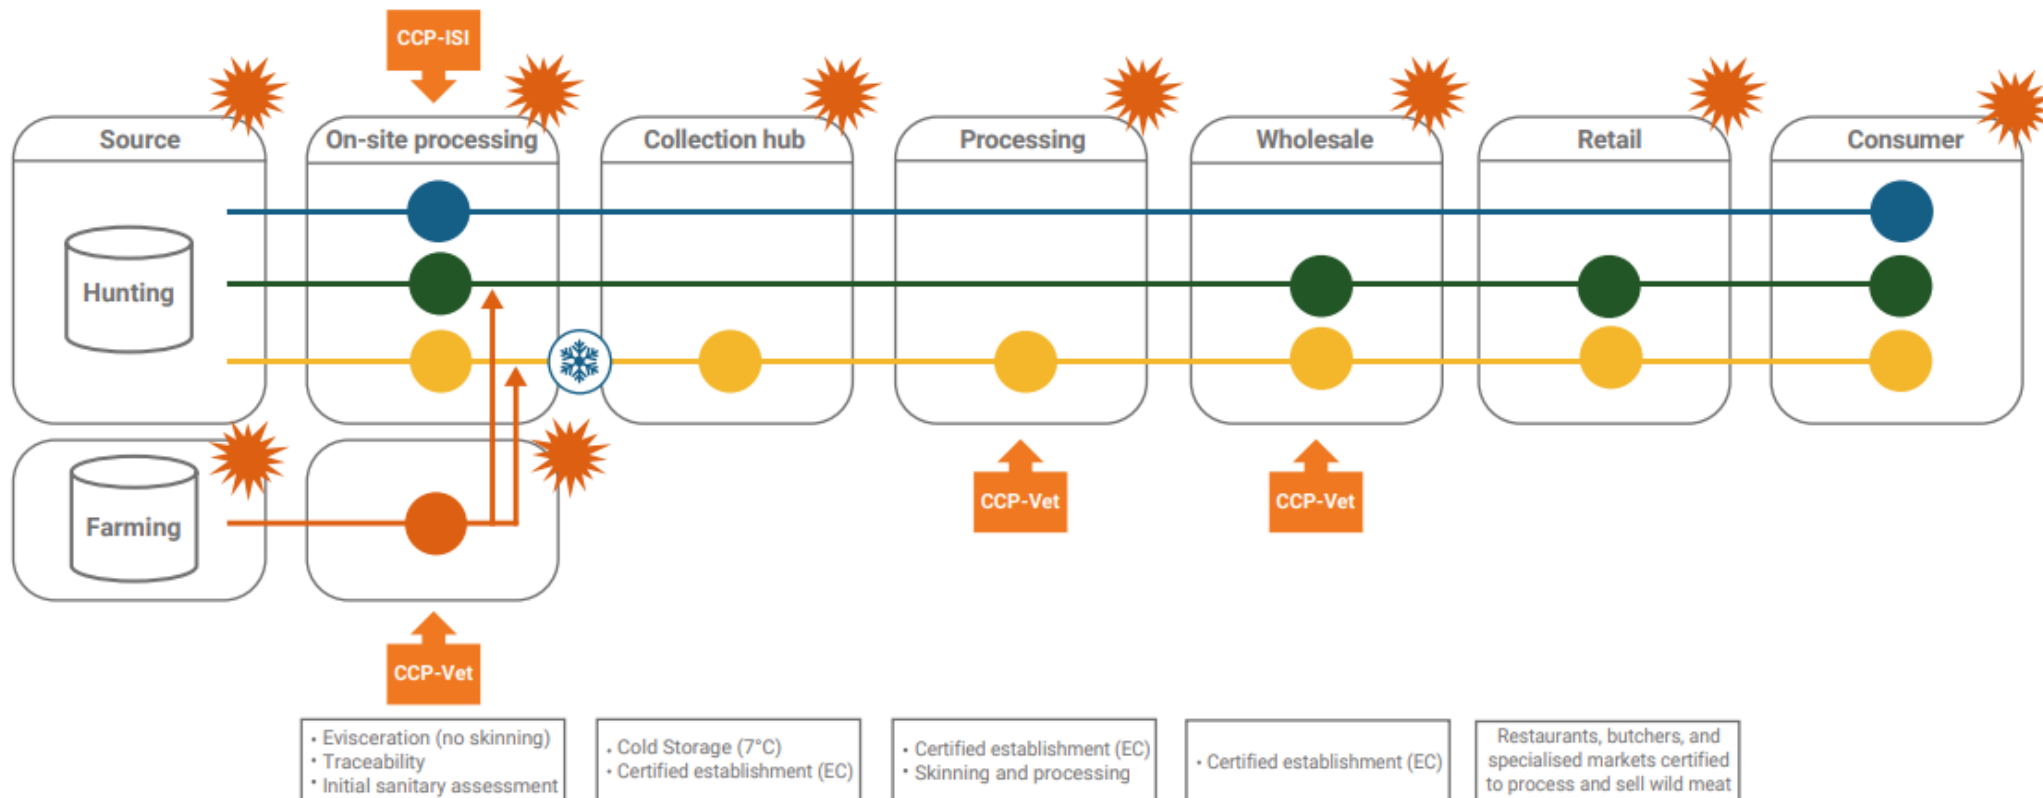 CCP-ISI
Source
On-site processing
Collection hub
Processing
Wholesale
Retail
Consumer
Hunting
Farming
CCP-Vet
CCP-Vet
CCP-Vet
• Evisceration (no skinning)
• Traceability
• Initial sanitary assessment
• Cold Storage (7°C)
• Certified establishment (EC)
• Certified establishment (EC)
• Skinning and processing
• Certified establishment (EC)
Restaurants, butchers, and
specialised markets certified
to process and sell wild meat